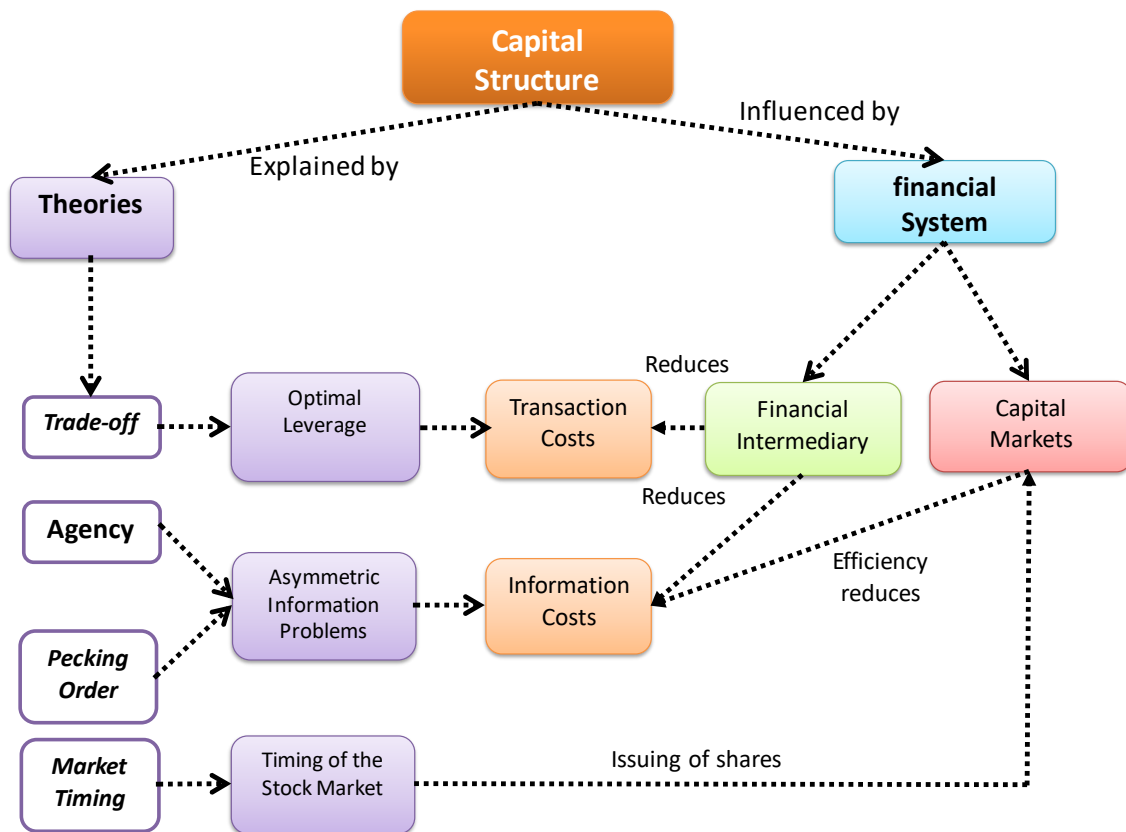 Capital
Structure
Influenced by
Explained by
Theories
financial
System
Reduces
Trade-off
Optimal
Leverage
Transaction
Costs
Financial
Intermediary
Capital
Markets
Reduces
Agency
Asymmetric
Information
Problems
Information
Costs
Efficiency
reduces
Pecking
Order
Market
Timing
Timing of the
Stock Market
Issuing of shares